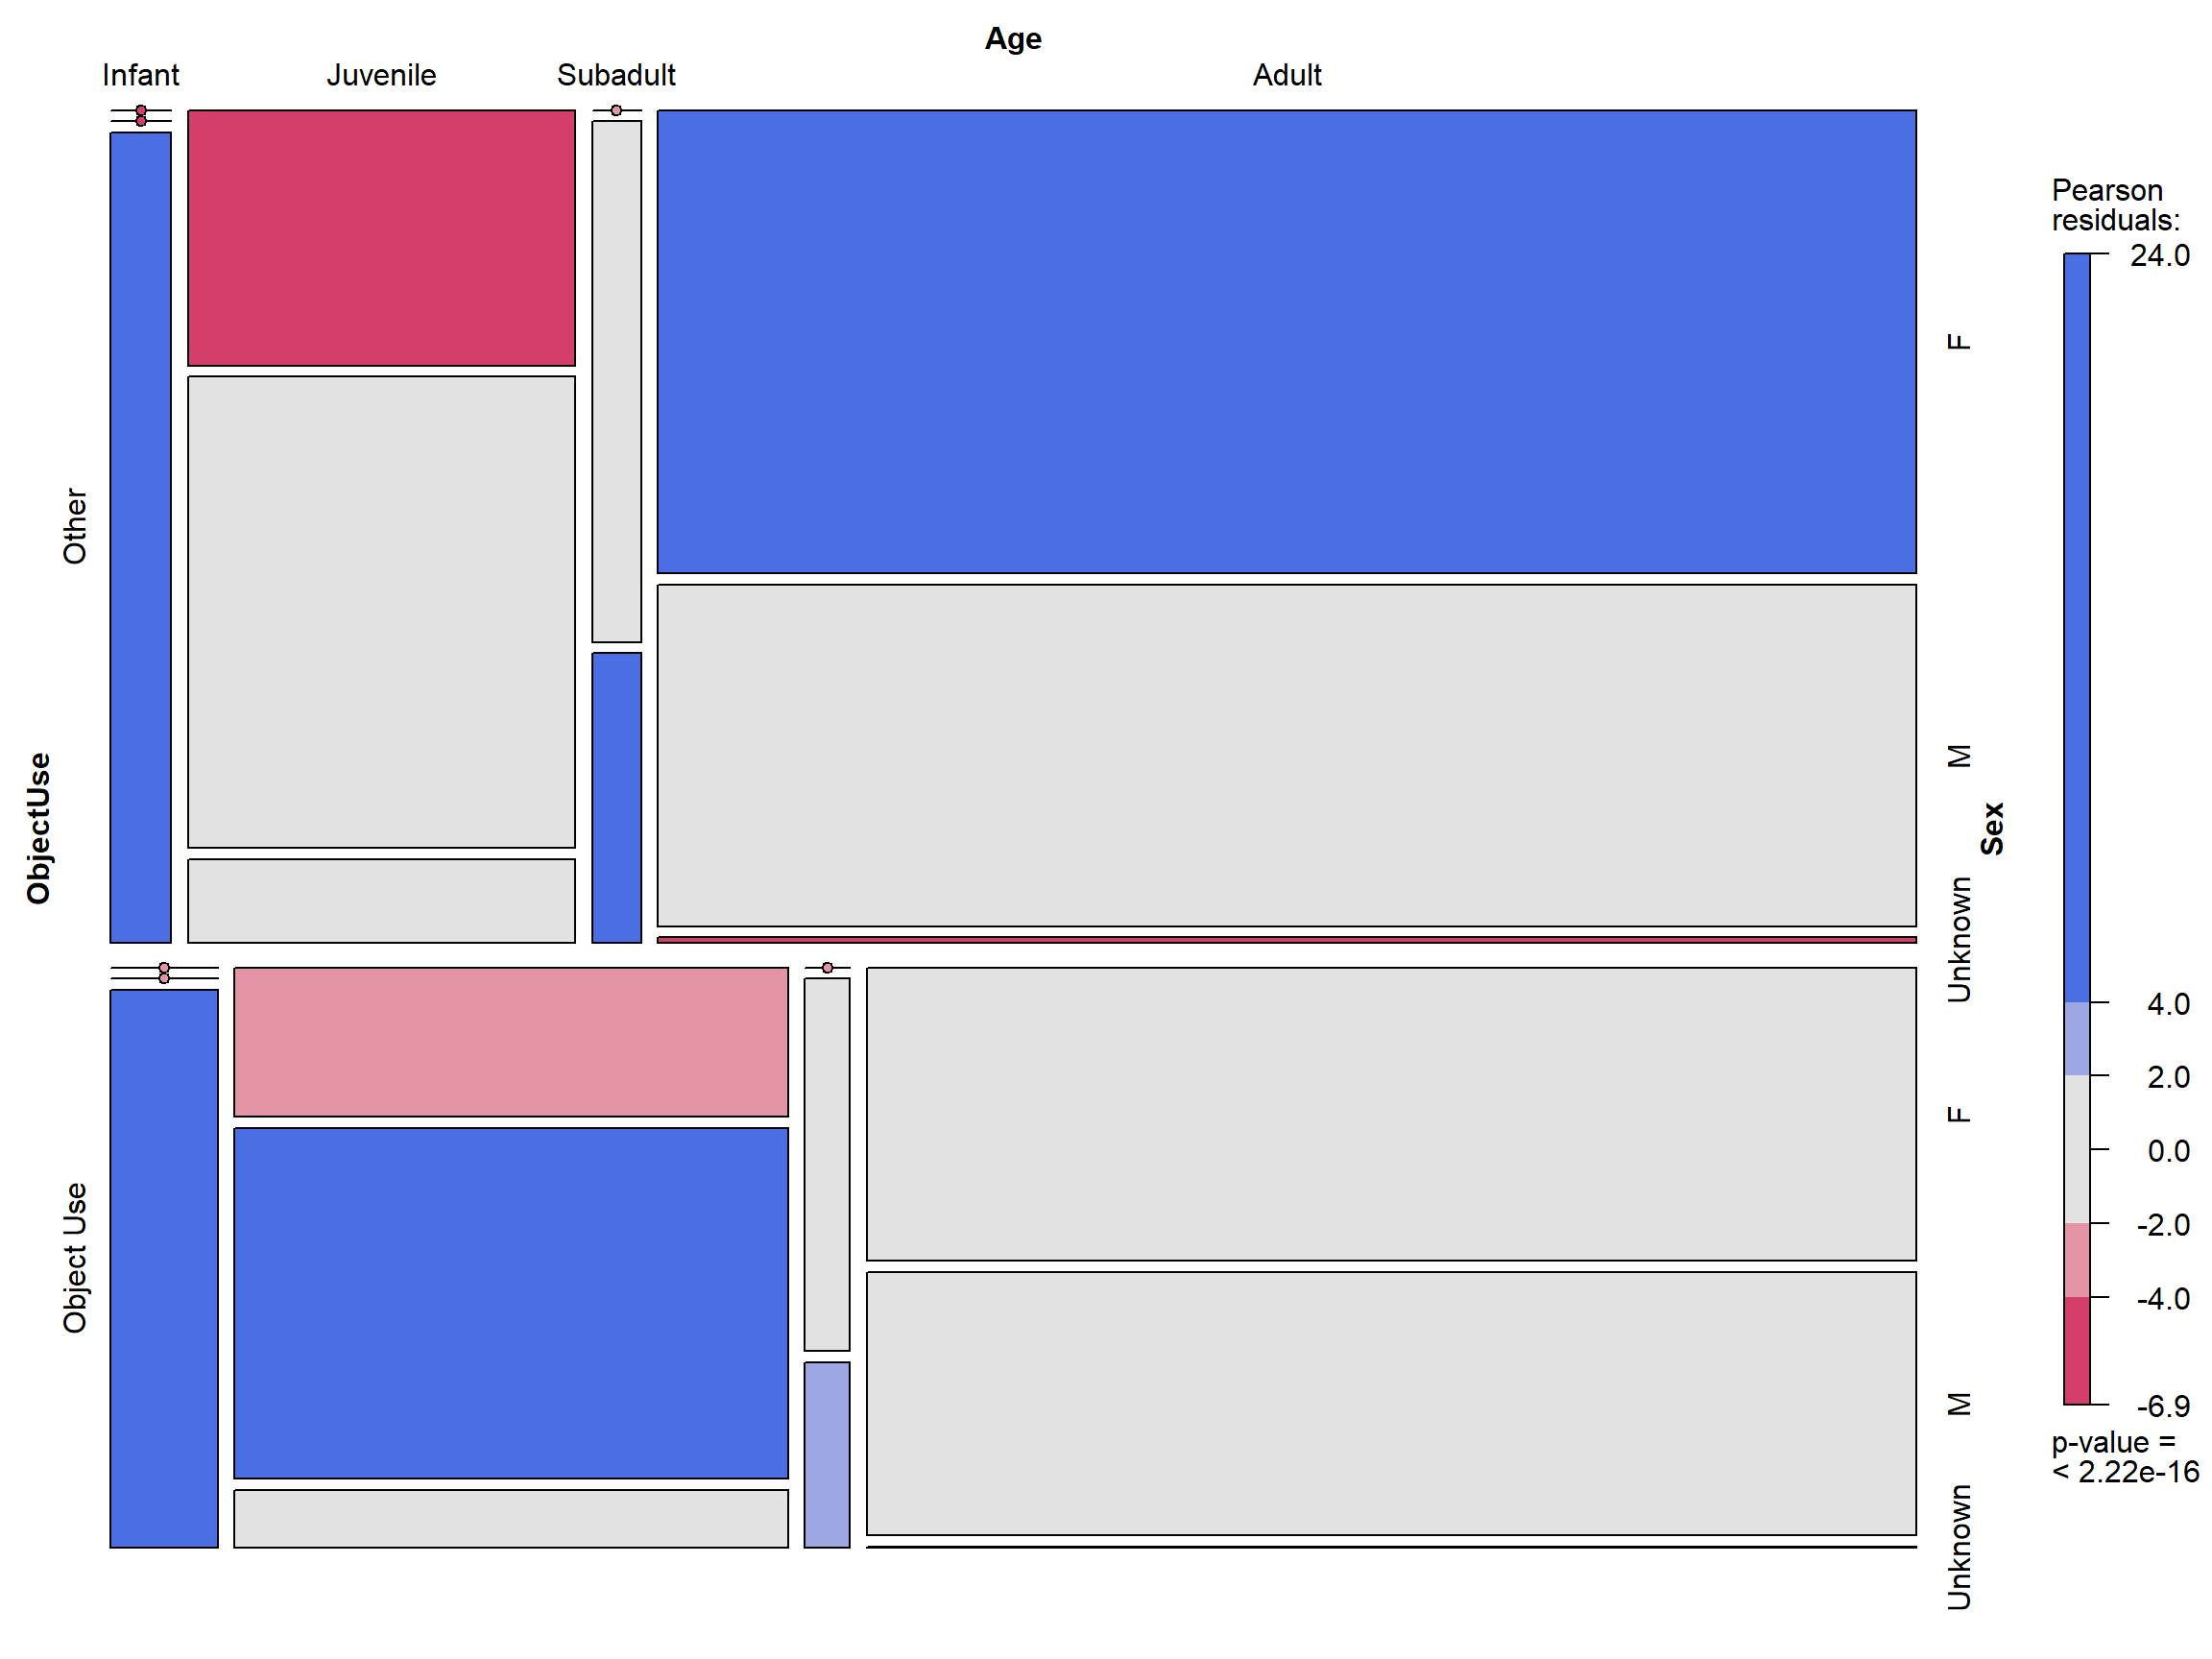 Age
Infant
Juvenile
Subadult
Adult
ObjectUse
Other
Object Use
F
M
Unknown
F
M
Unknown
Sex
Pearson
residuals:
24.0
4.0
2.0
0.0
-2.0
-4.0
-6.9
p-value =
< 2.22e-16